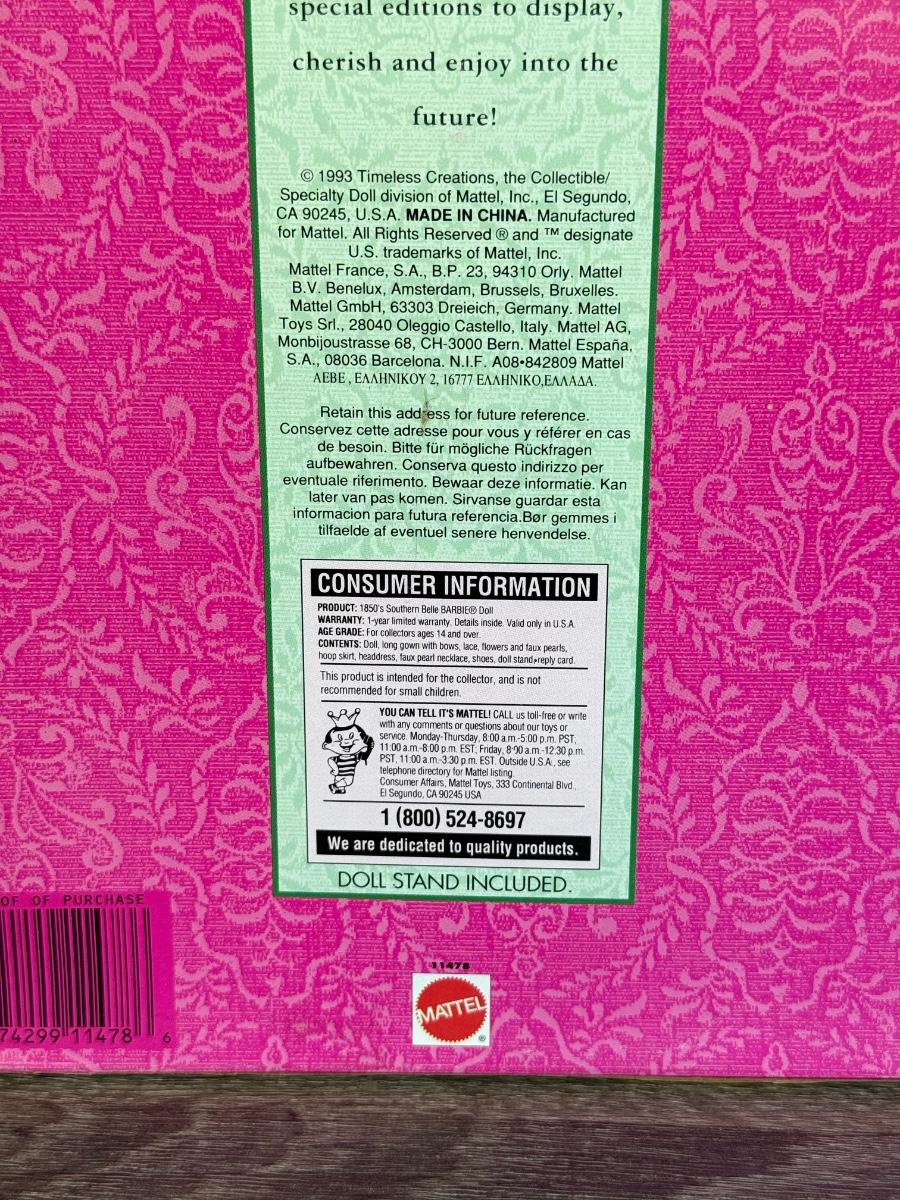 special editions to display,
cherish and enjoy into the
future!
© 1993 Timeless Creations, the Collectible/
Specialty Doll division of Mattel, Inc., El Segundo,
CA 90245, U.S.A. MADE IN CHINA. Manufactured
for Mattel. All Rights Reserved ® and ™ designate
U.S. trademarks of Mattel, Inc.
Mattel France, S.A., B.P. 23, 94310 Orly. Mattel
B.V. Benelux, Amsterdam, Brussels, Bruxelles.
Mattel GmbH, 63303 Dreieich, Germany. Mattel
Toys Srl., 28040 Oleggio Castello, Italy. Mattel AG,
Monbijoustrasse 68, CH-3000 Bern. Mattel España,
S.A., 08036 Barcelona. N.I.F. A08•842809 Mattel
ΑΕΒΕ , ΕΛΛΗΝΙΚΟΥ 2, 16777 ΕΛΛΗΝΙΚΟ,ΕΛΛΑΔΑ.
Retain this address for future reference.
Conservez cette adresse pour vous y référer en cas
de besoin. Bitte für mögliche Rückfragen
aufbewahren. Conserva questo indirizzo per
eventuale riferimento. Bewaar deze informatie. Kan
later van pas komen. Sirvanse guardar esta
informacion para futura referencia.Bør gemmes i
tilfaelde af eventuel senere henvendelse.
CONSUMER INFORMATION
PRODUCT: 1850's Southern Belle BARBIE® Doll
WARRANTY: 1-year limited warranty. Details inside. Valid only in U.S.A.
AGE GRADE: For collectors ages 14 and over.
CONTENTS: Doll, long gown with bows, lace, flowers and faux pearls,
hoop skirt, headdress, faux pearl necklace, shoes, doll stand, reply card.
This product is intended for the collector, and is not
recommended for small children.
YOU CAN TELL IT'S MATTEL! CALL us toll-free or write
with any comments or questions about our toys or
service. Monday-Thursday, 8:00 a.m.-5:00 p.m. PST,
11:00 a.m.-8:00 p.m. EST; Friday, 8:00 a.m.-12:30 p.m.
PST, 11:00 a.m.-3:30 p.m. EST. Outside U.S.A., see
telephone directory for Mattel listing.
Consumer Affairs, Mattel Toys, 333 Continental Blvd.,
El Segundo, CA 90245 USA
1 (800) 524-8697
We are dedicated to quality products.
DOLL STAND INCLUDED.
OF OF PURCHASE
74299 11478 6
11478
MATTEL
®